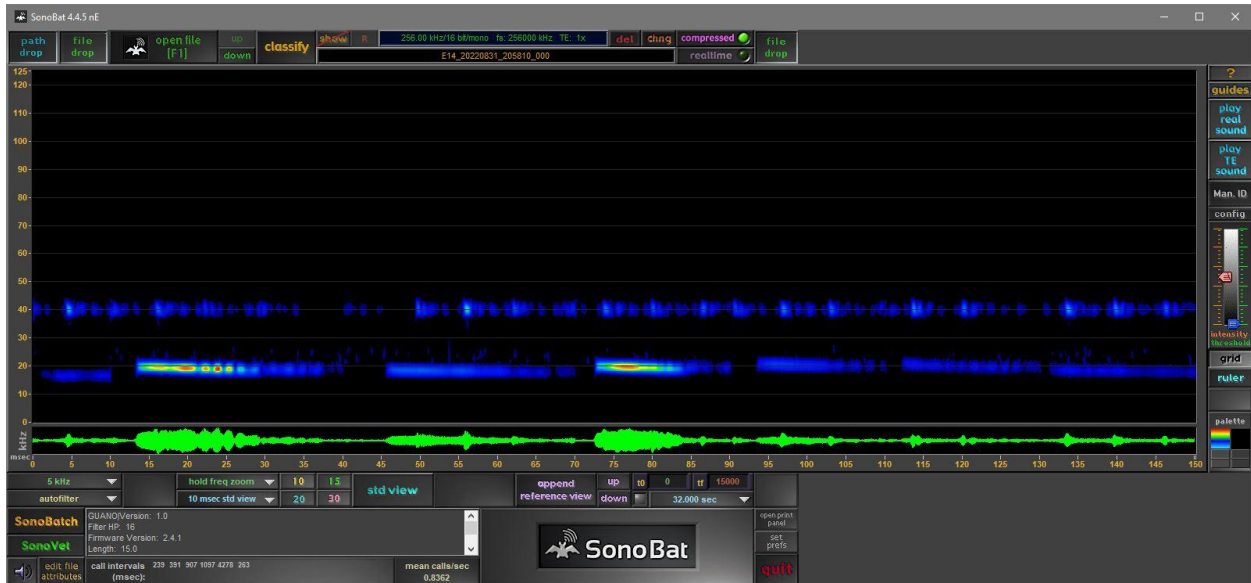 SonoBat 4.4.5 nE
path drop
file drop
open file [F1]
up
down
classify
show
R
256.00 kHz/16 bit/mono fs: 256000 kHz. TE: 1x
del
chng
compressed
E14_20220831_205810_000
realtime
file drop
125
120
100
90
80
70
60
50
40
30
20
10
0
kHz
msec
0 5 10 15 20 25 30 35 40 45 50 55 60 65 70 75 80 85 90 95 100 105 110 115 120 125 130 135 140 145 150
?
guides
play real sound
play TE sound
Man. ID
config
intensity
threshold
grid
ruler
palette
5 kHz
autofilter
hold freq zoom
10 msec std view
10
15
20
30
std view
append reference view
up
down
t0
0
tf
15000
32.000 sec
SonoBatch
SonoVet
GUANO|Version: 1.0
Filter HP: 16
Firmware Version: 2.4.1
Length: 15.0
SonoBat
open print panel
set prefs
quit
edit file attributes
call intervals (msec):
239 391 907 1097 4278 263
mean calls/sec
0.8362